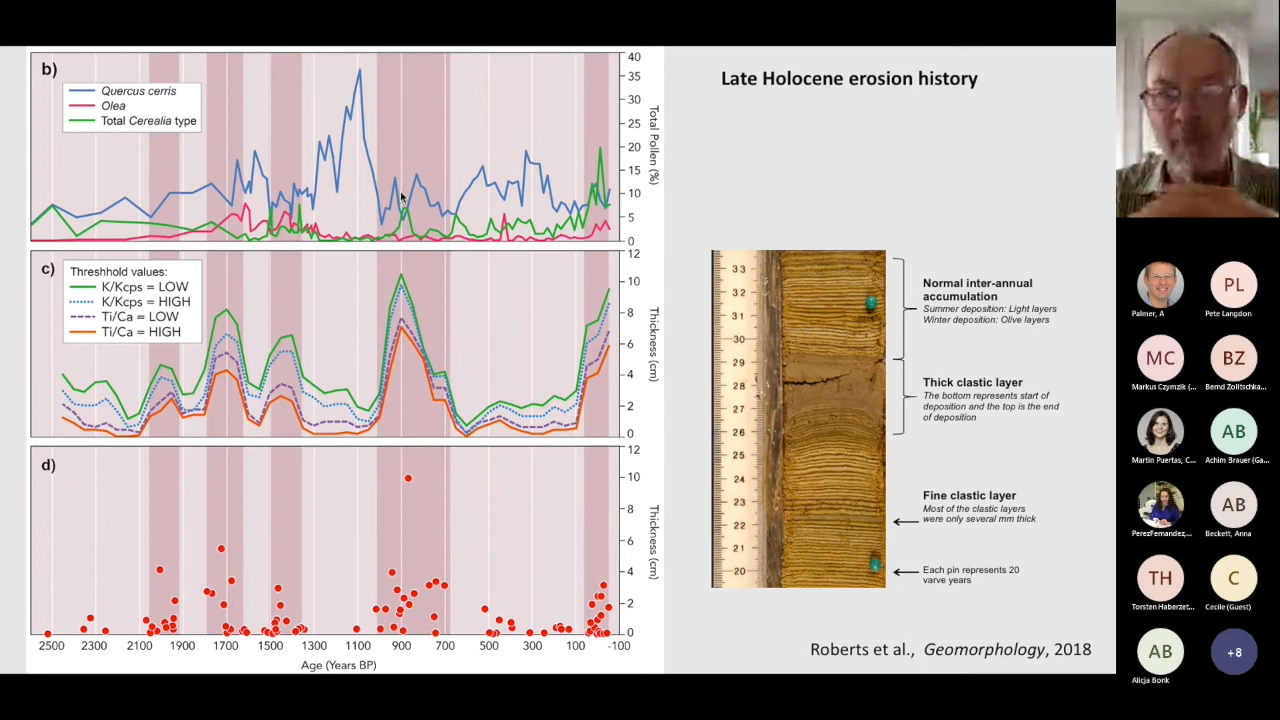 Late Holocene erosion history
b)
Quercus cerris
Olea
Total Cerealia type
40
35
30
25
20
15
10
5
0
Total Pollen (%)
c)
Threshhold values:
K/Kcps = LOW
K/Kcps = HIGH
Ti/Ca = LOW
Ti/Ca = HIGH
12
10
8
6
4
2
0
Thickness (cm)
d)
12
10
8
6
4
2
0
Thickness (cm)
2500 2300 2100 1900 1700 1500 1300 1100 900 700 500 300 100 -100
Age (Years BP)
33
32
31
30
29
28
27
26
25
24
23
22
21
20
Normal inter-annual
accumulation
Summer deposition: Light layers
Winter deposition: Olive layers
Thick clastic layer
The bottom represents start of
deposition and the top is the end
of deposition
Fine clastic layer
Most of the clastic layers
were only several mm thick
Each pin represents 20
varve years
Roberts et al., Geomorphology, 2018
Palmer, A
PL
Pete Langdon
MC
Markus Czymzik (...
BZ
Bernd Zolitschka...
Martin Puertas, C...
AB
Achim Brauer (Ga...
PerezFernandez,...
AB
Beckett, Anna
TH
Torsten Haberzet...
C
Cecile (Guest)
AB
Alicja Bonk
+8